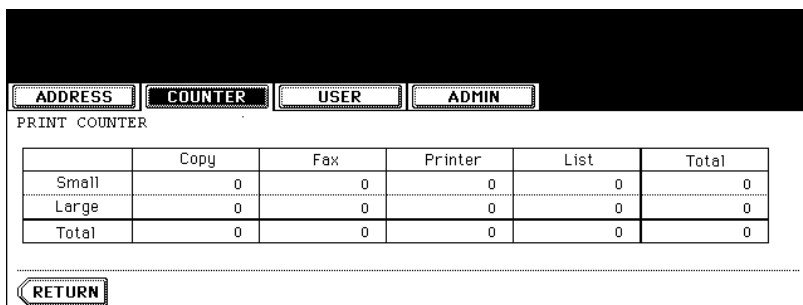 ADDRESS COUNTER USER ADMIN
PRINT COUNTER
Copy Fax Printer List Total
Small 0 0 0 0 0
Large 0 0 0 0 0
Total 0 0 0 0 0
RETURN